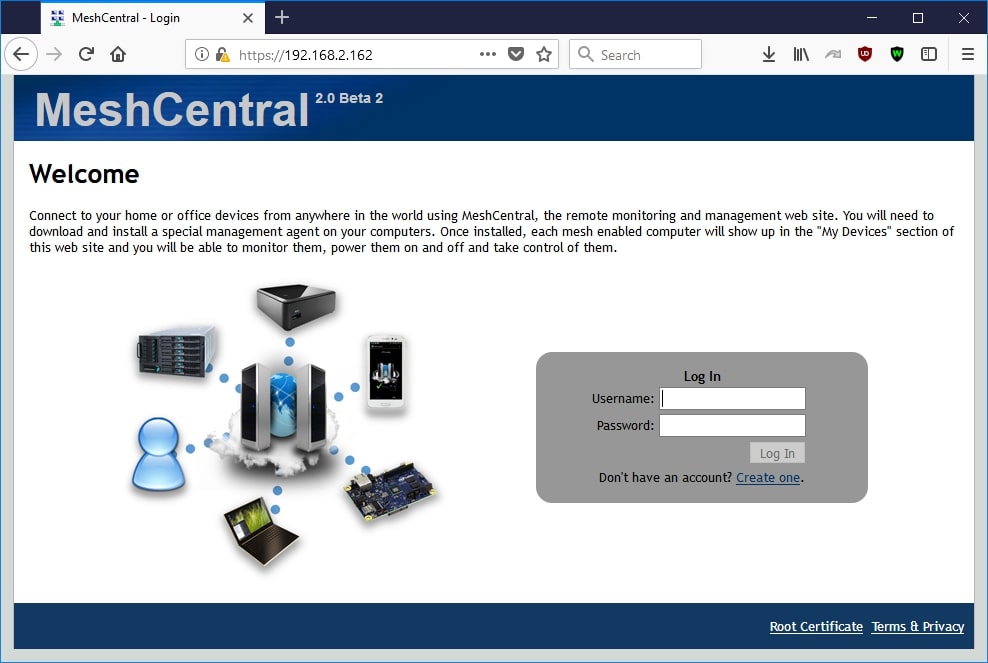 MeshCentral - Login
https://192.168.2.162
Search
MeshCentral 2.0 Beta 2
Welcome
Connect to your home or office devices from anywhere in the world using MeshCentral, the remote monitoring and management web site. You will need to
download and install a special management agent on your computers. Once installed, each mesh enabled computer will show up in the "My Devices" section of
this web site and you will be able to monitor them, power them on and off and take control of them.
Log In
Username:
Password:
Log In
Don't have an account? Create one.
Root Certificate Terms & Privacy